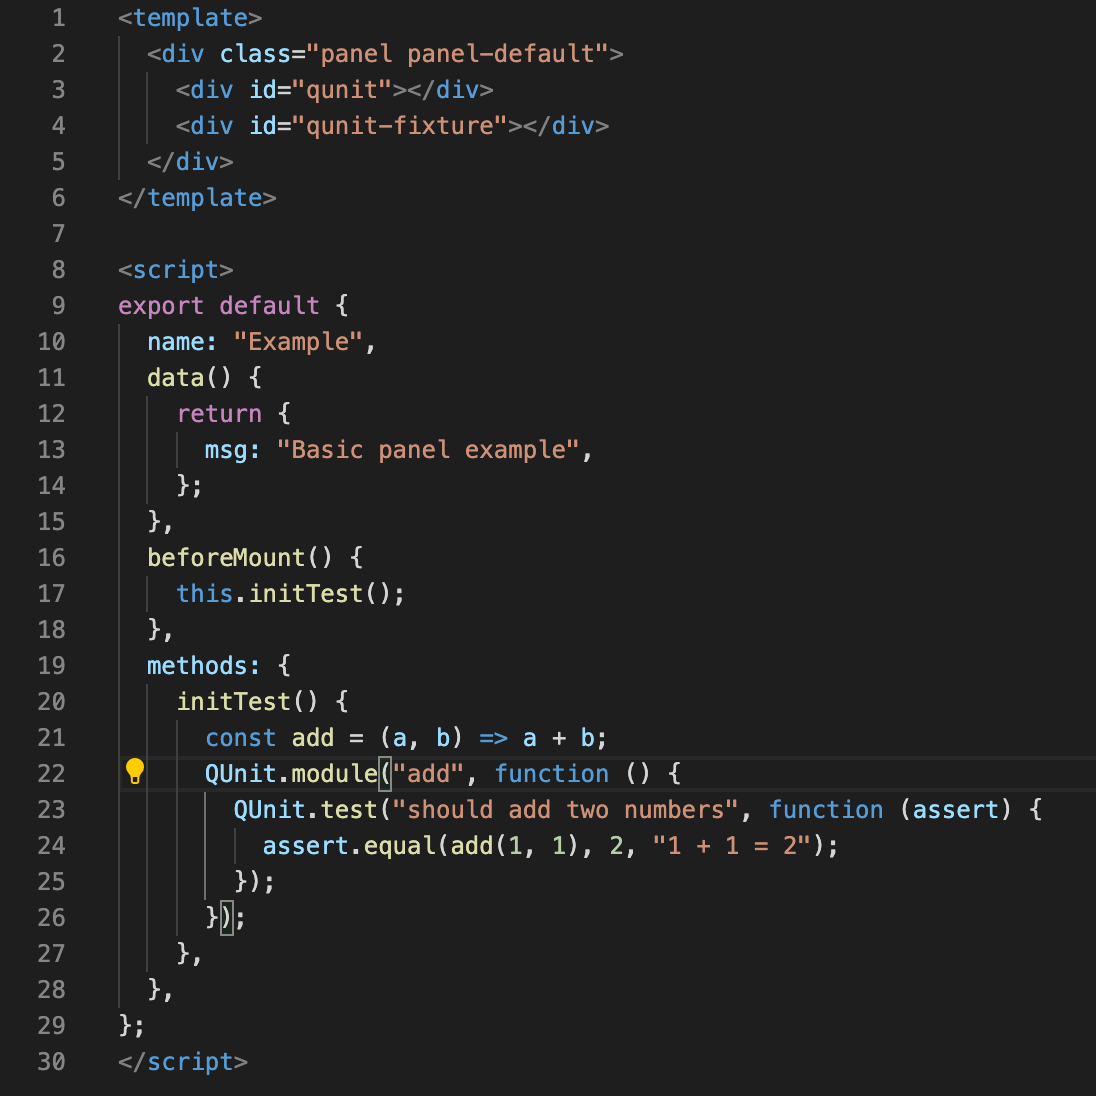 1 <template>
2   <div class="panel panel-default">
3     <div id="qunit"></div>
4     <div id="qunit-fixture"></div>
5   </div>
6 </template>
7
8 <script>
9 export default {
10   name: "Example",
11   data() {
12     return {
13       msg: "Basic panel example",
14     };
15   },
16   beforeMount() {
17     this.initTest();
18   },
19   methods: {
20     initTest() {
21       const add = (a, b) => a + b;
22       QUnit.module("add", function () {
23         QUnit.test("should add two numbers", function (assert) {
24           assert.equal(add(1, 1), 2, "1 + 1 = 2");
25         });
26       });
27     },
28   },
29 };
30 </script>